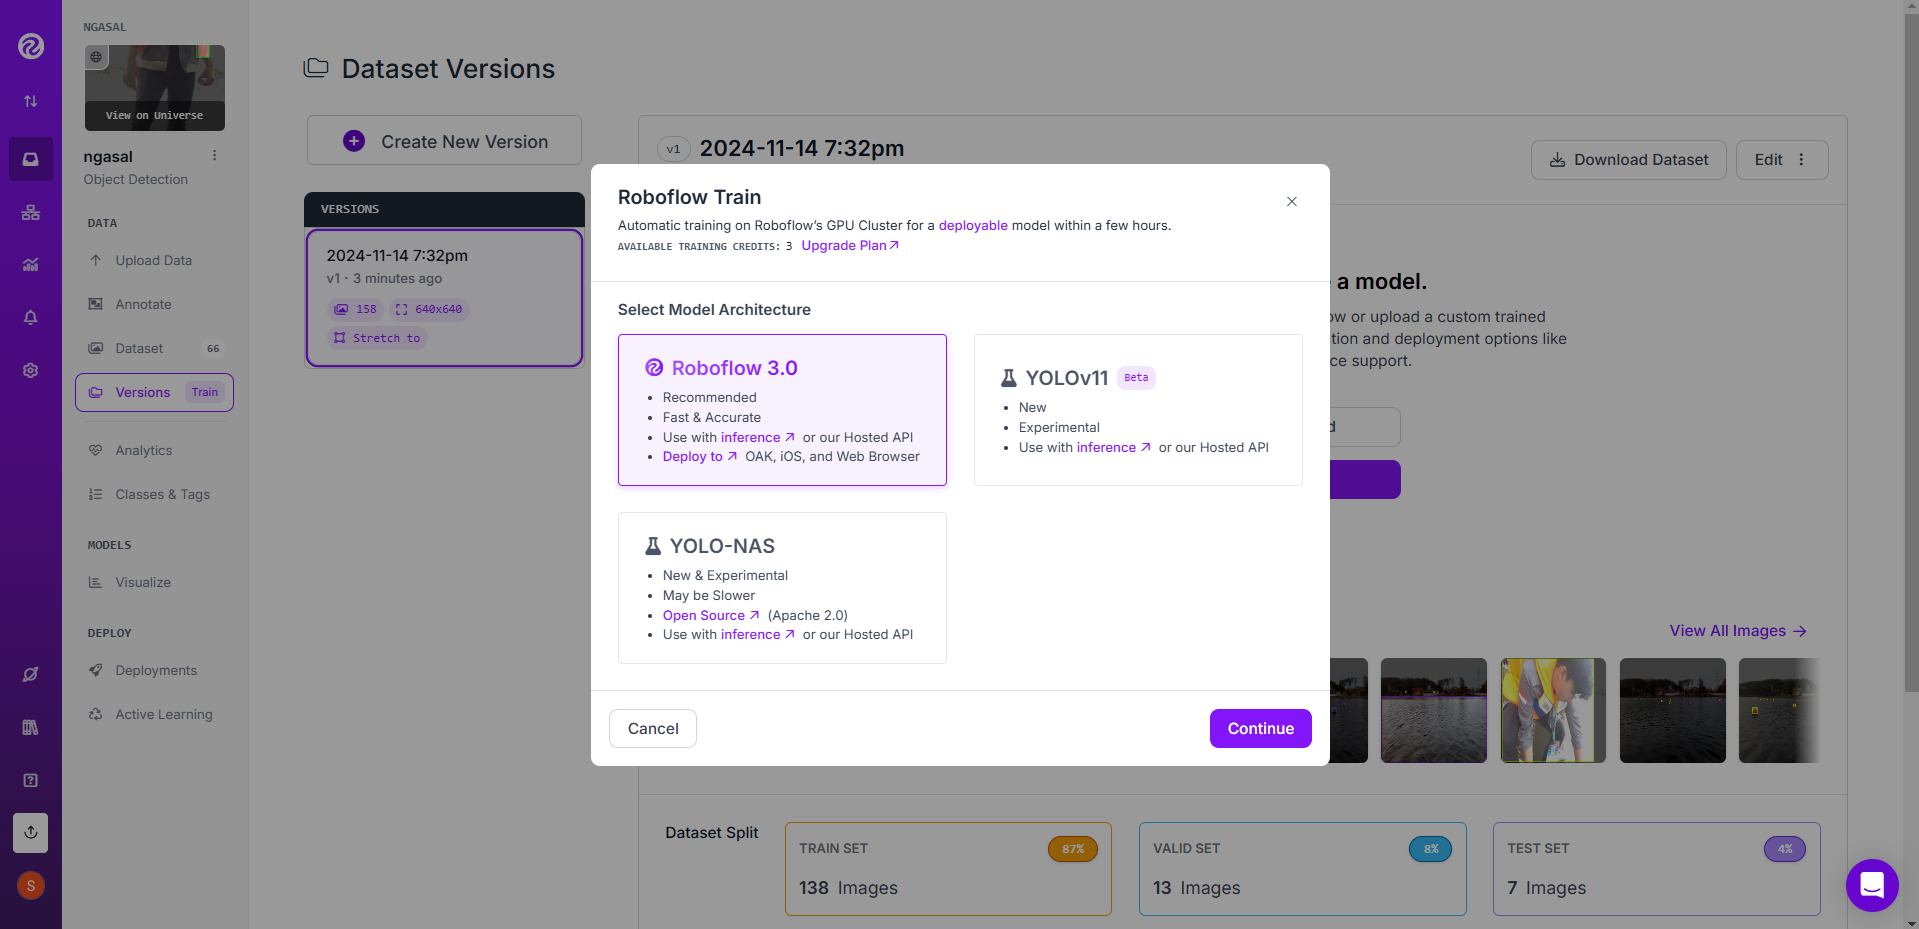 NGASAL
View on Universe
ngasal
Object Detection
DATA
Upload Data
Annotate
Dataset 66
Versions Train
Analytics
Classes & Tags
MODELS
Visualize
DEPLOY
Deployments
Active Learning
S
Dataset Versions
Create New Version
VERSIONS
2024-11-14 7:32pm
v1 · 3 minutes ago
158 640x640
Stretch to
v1 2024-11-14 7:32pm
Download Dataset
Edit
Roboflow Train
Automatic training on Roboflow’s GPU Cluster for a deployable model within a few hours.
AVAILABLE TRAINING CREDITS: 3 Upgrade Plan
Select Model Architecture
Roboflow 3.0
• Recommended
• Fast & Accurate
• Use with inference or our Hosted API
• Deploy to OAK, iOS, and Web Browser
YOLOv11 Beta
• New
• Experimental
• Use with inference or our Hosted API
YOLO-NAS
• New & Experimental
• May be Slower
• Open Source (Apache 2.0)
• Use with inference or our Hosted API
Cancel
Continue
a model.
ow or upload a custom trained
tion and deployment options like
ce support.
d
View All Images
Dataset Split
TRAIN SET 87%
138 Images
VALID SET 8%
13 Images
TEST SET 4%
7 Images